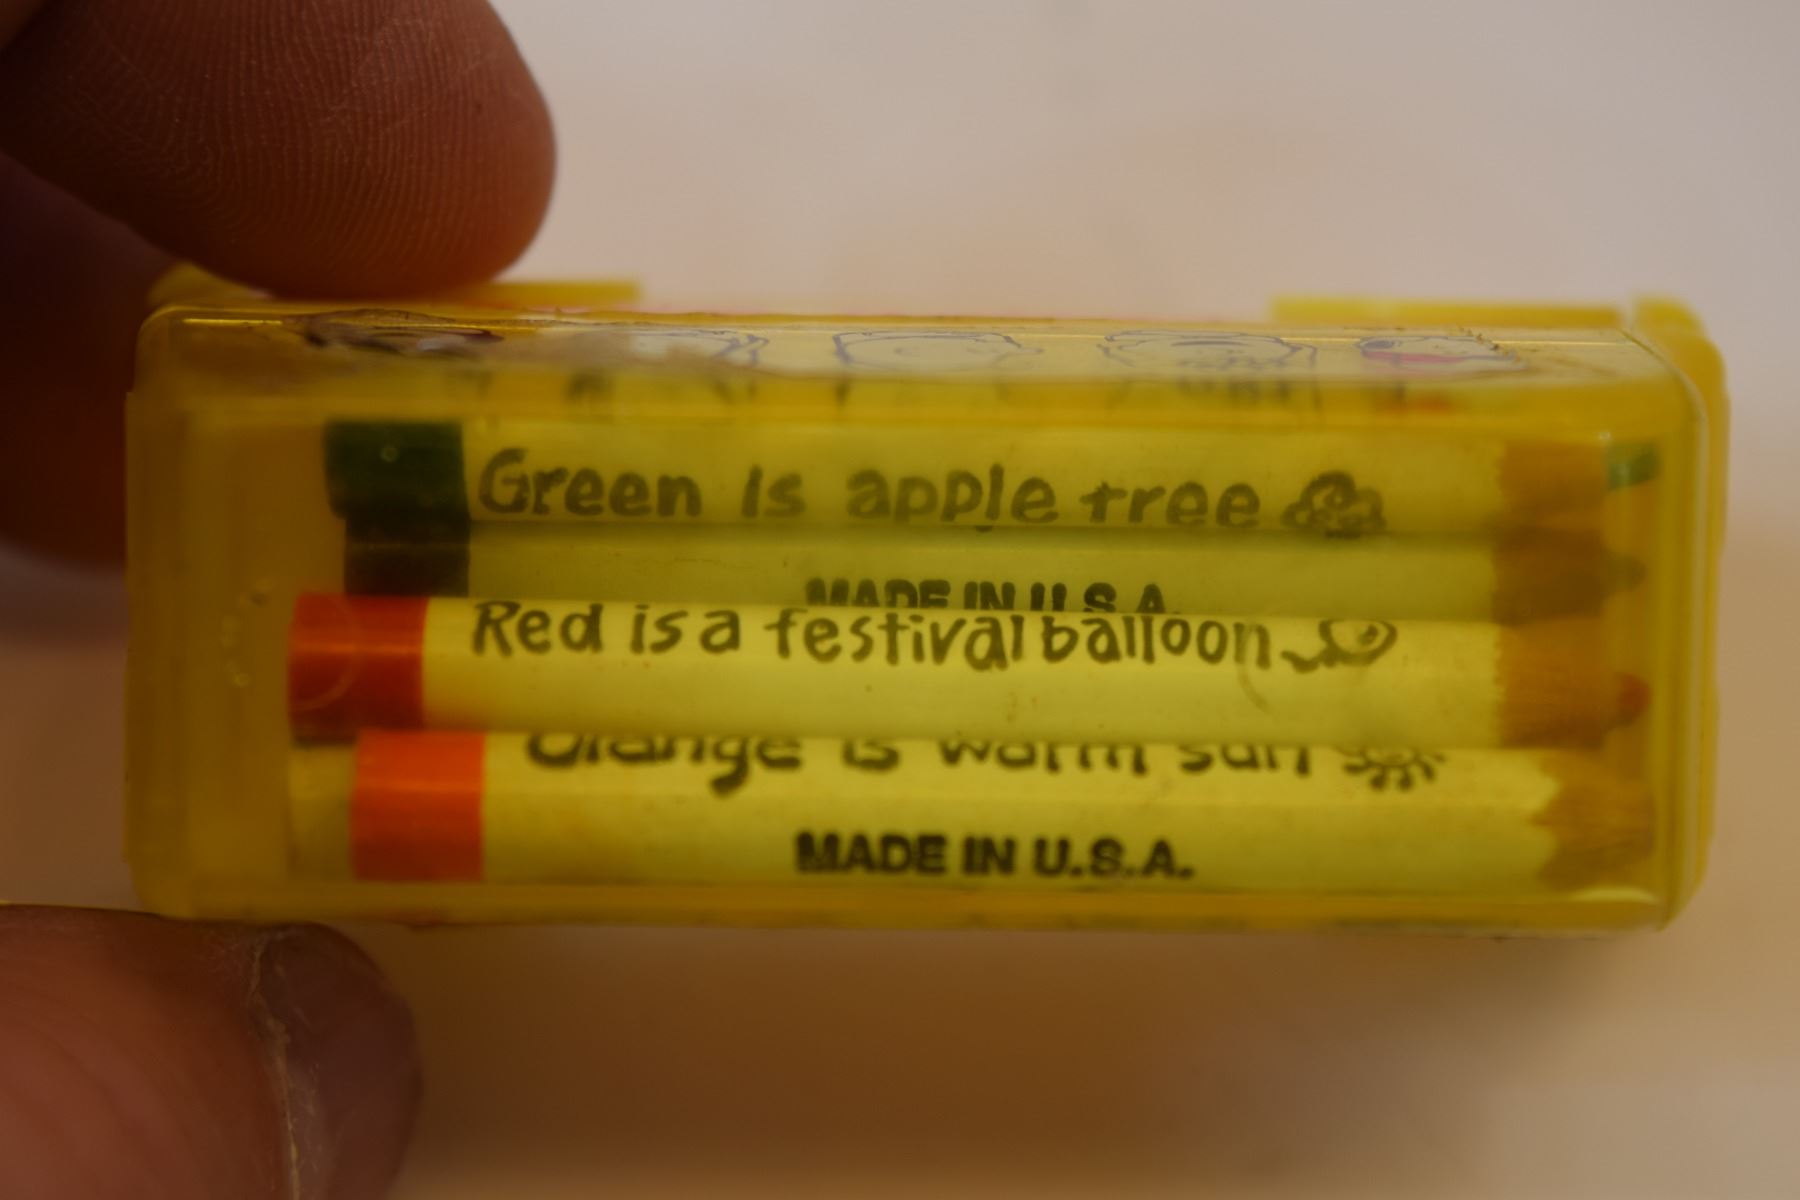 Green is apple tree
MADE IN U.S.A.
Red is a festival balloon
Orange is warm sun
MADE IN U.S.A.